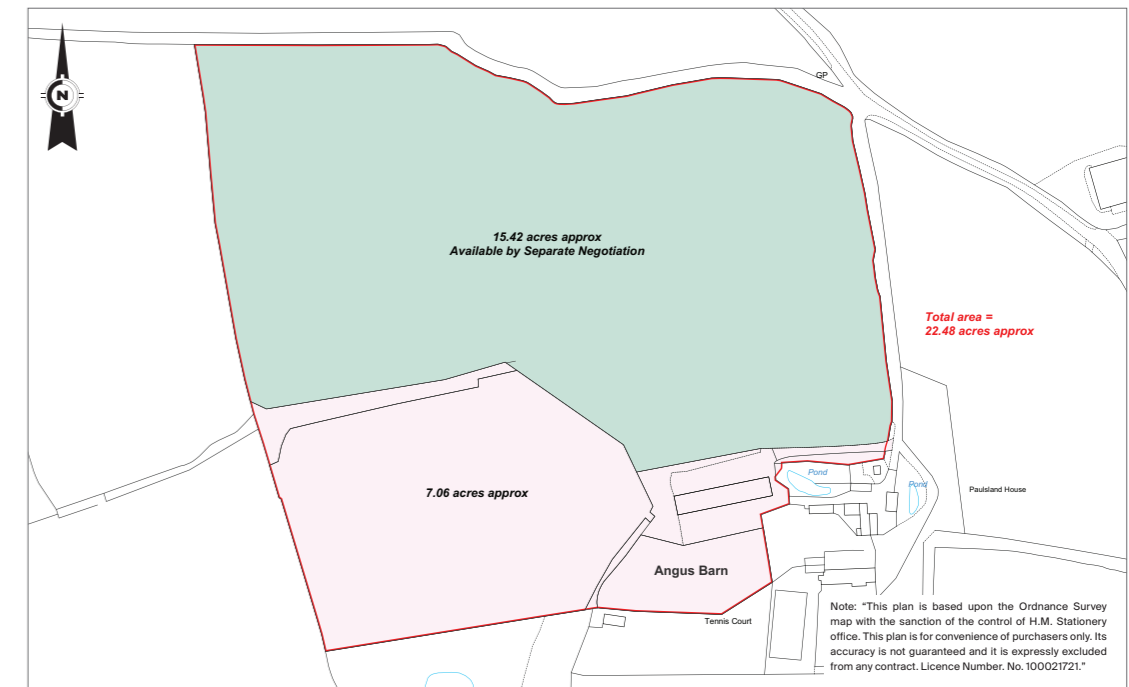 N
GP
15.42 acres approx
Available by Separate Negotiation
Total area =
22.48 acres approx
Pond
Pond
7.06 acres approx
Paulsland House
Angus Barn
Tennis Court
Note: “This plan is based upon the Ordnance Survey
map with the sanction of the control of H.M. Stationery
office. This plan is for convenience of purchasers only. Its
accuracy is not guaranteed and it is expressly excluded
from any contract. Licence Number. No. 100021721.”